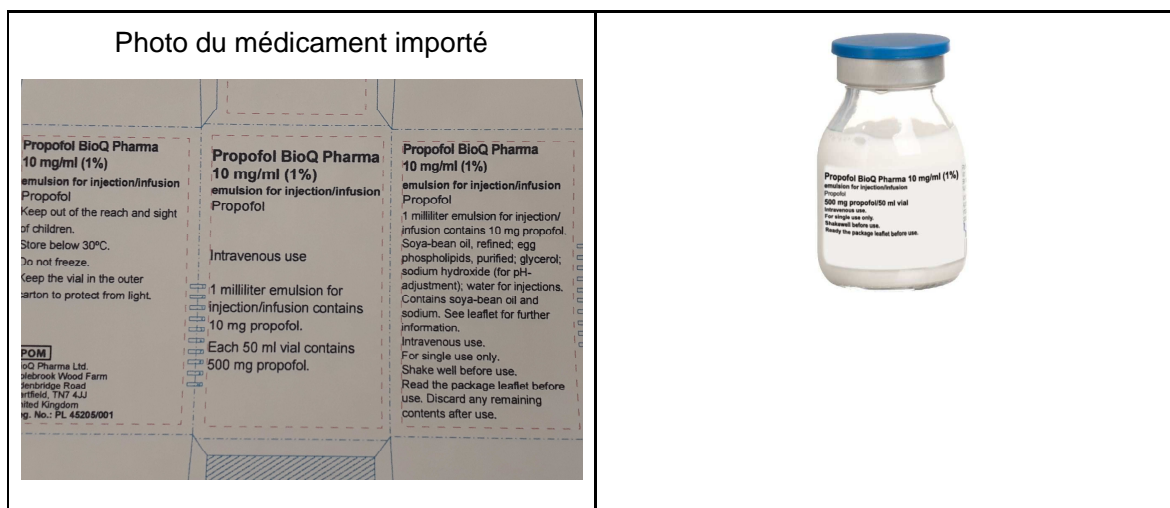 Photo du médicament importé
Propofol BioQ Pharma
10 mg/ml (1%)
emulsion for injection/infusion
Propofol
Keep out of the reach and sight
of children.
Store below 30ºC.
Do not freeze.
Keep the vial in the outer
carton to protect from light.
POM
Pharma Ltd.
Wood Farm
Road
TN7 4JJ
Kingdom
No.: PL 45205/001
Propofol BioQ Pharma
10 mg/ml (1%)
emulsion for injection/infusion
Propofol
Intravenous use
1 milliliter emulsion for
injection/infusion contains
10 mg propofol.
Each 50 ml vial contains
500 mg propofol.
Propofol BioQ Pharma
10 mg/ml (1%)
emulsion for injection/infusion
Propofol
1 milliliter emulsion for injection/
infusion contains 10 mg propofol.
Soya-bean oil, refined; egg
phospholipids, purified; glycerol;
sodium hydroxide (for pH-
adjustment); water for injections.
Contains soya-bean oil and
sodium. See leaflet for further
information.
Intravenous use.
For single use only.
Shake well before use.
Read the package leaflet before
use. Discard any remaining
contents after use.
Propofol BioQ Pharma 10 mg/ml (1%)
emulsion for injection/infusion
Propofol
500 mg propofol/50 ml vial
Intravenous use.
For single use only.
Shakewell before use.
Ready the package leaflet before use.